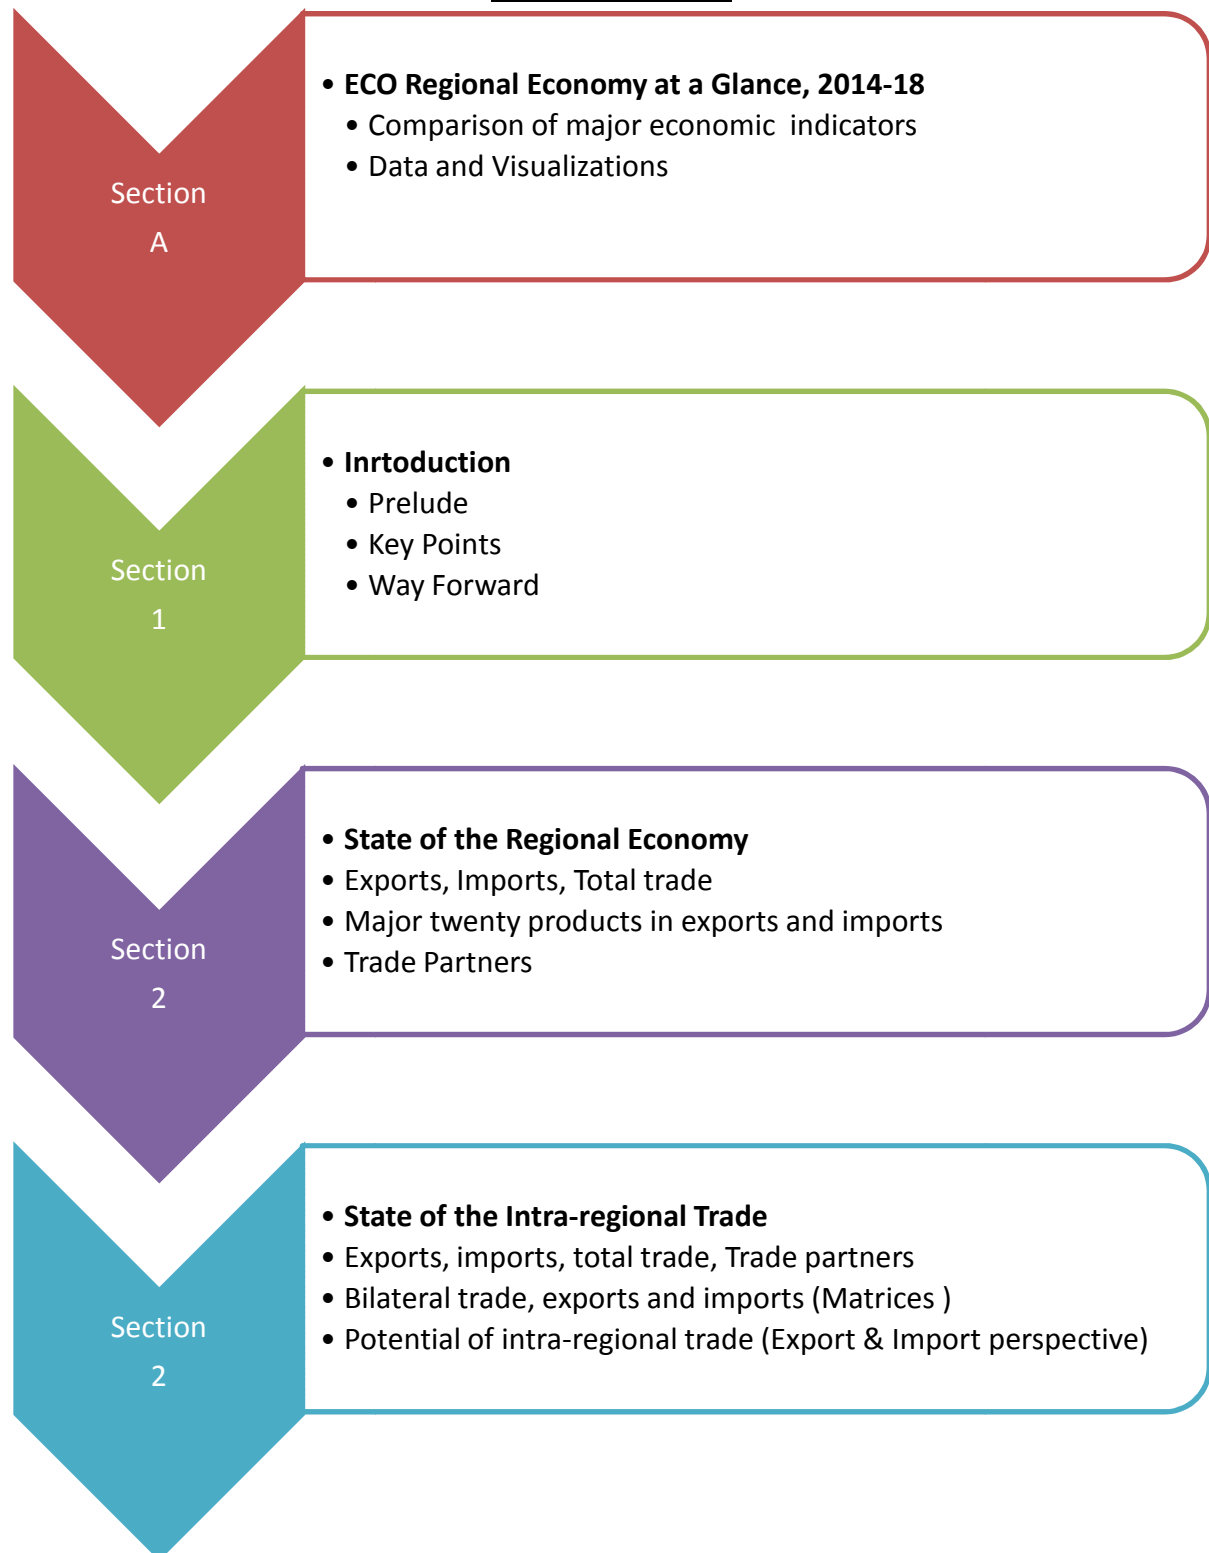 Section
A
• ECO Regional Economy at a Glance, 2014-18
• Comparison of major economic indicators
• Data and Visualizations
Section
1
• Inrtoduction
• Prelude
• Key Points
• Way Forward
Section
2
• State of the Regional Economy
• Exports, Imports, Total trade
• Major twenty products in exports and imports
• Trade Partners
Section
2
• State of the Intra-regional Trade
• Exports, imports, total trade, Trade partners
• Bilateral trade, exports and imports (Matrices )
• Potential of intra-regional trade (Export & Import perspective)